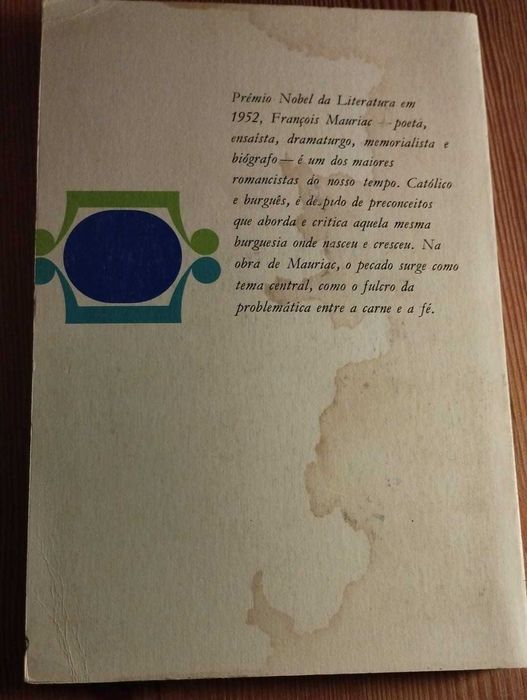 Prémio Nobel da Literatura em
1952, François Mauriac — poeta,
ensaísta, dramaturgo, memorialista e
biógrafo — é um dos maiores
romancistas do nosso tempo. Católico
e burguês, é despido de preconceitos
que aborda e critica aquela mesma
burguesia onde nasceu e cresceu. Na
obra de Mauriac, o pecado surge como
tema central, como o fulcro da
problemática entre a carne e a fé.